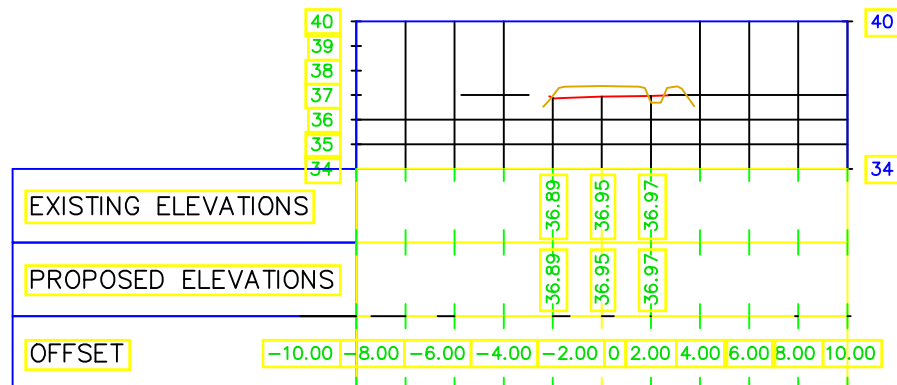 40 40
39
38
37
36
35
34 34
EXISTING ELEVATIONS 36.89 36.95 36.97
PROPOSED ELEVATIONS 36.89 36.95 36.97
OFFSET -10.00 -8.00 -6.00 -4.00 -2.00 0 2.00 4.00 6.00 8.00 10.00